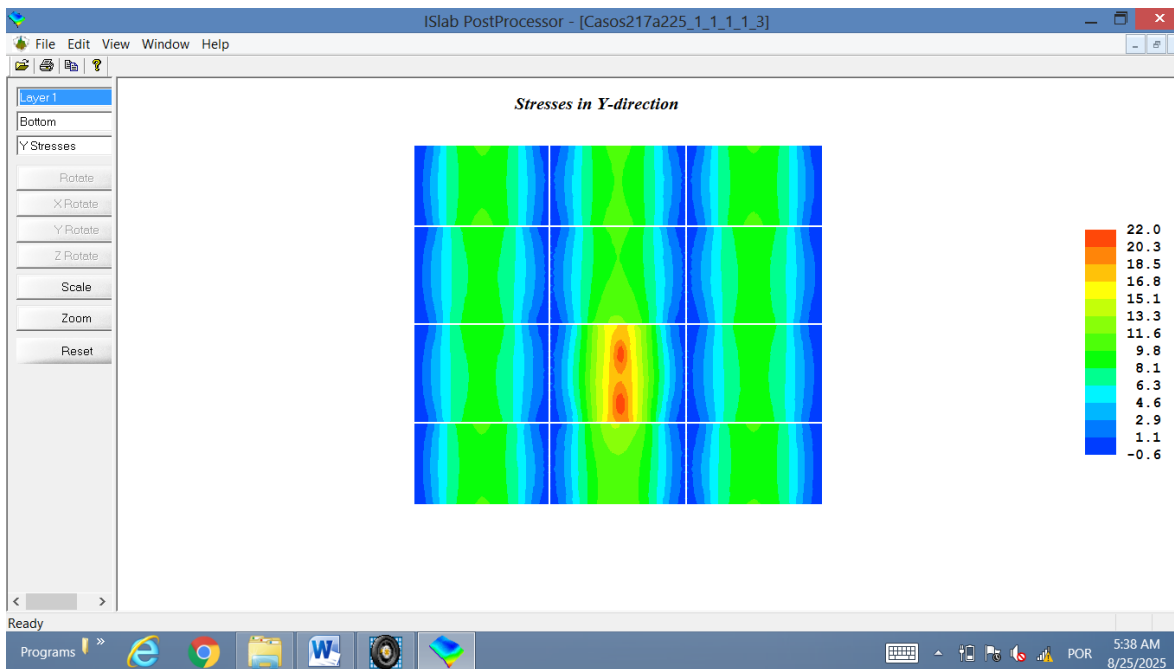 ISlab PostProcessor - [Casos217a225_1_1_1_1_3]
File Edit View Window Help
Layer1
Bottom
Y Stresses
Rotate
X Rotate
Y Rotate
Z Rotate
Scale
Zoom
Reset
Stresses in Y-direction
22.0
20.3
18.5
16.8
15.1
13.3
11.6
9.8
8.1
6.3
4.6
2.9
1.1
-0.6
Ready
Programs » POR 5:38 AM
8/25/2025